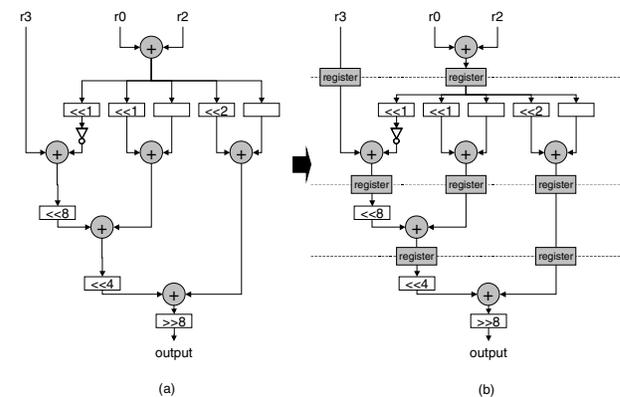 r3 r0 r2
<<1 <<1 <<2
+
+ + +
<<8
+
<<4
+
>>8
output
(a)
r3 r0 r2
+
register register
<<1 <<1 <<2
+ + +
register register register
<<8
+
register register
<<4
+
>>8
output
(b)